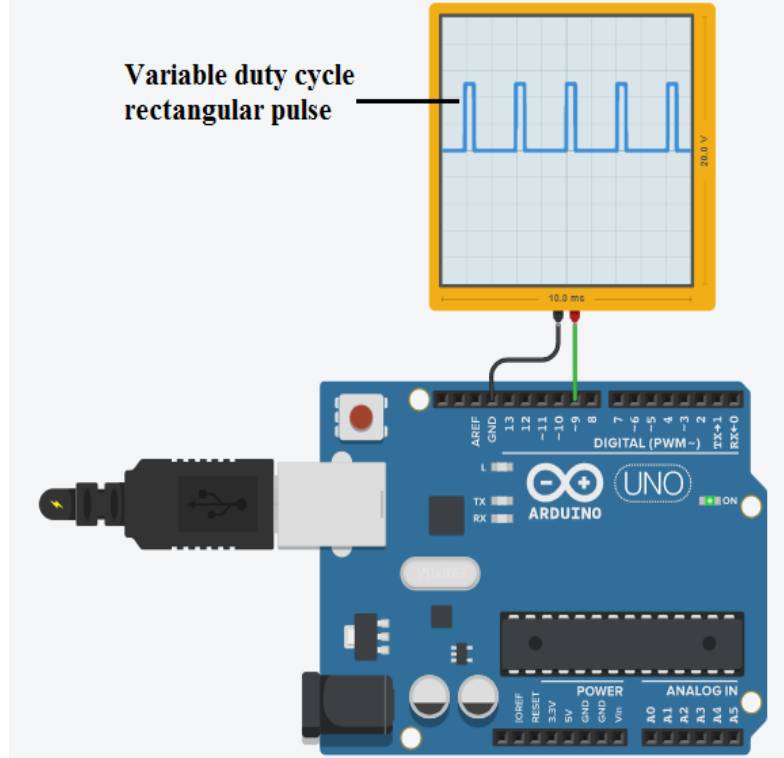 Variable duty cycle
rectangular pulse
20.0 V
10.0 ms
AREF
GND
13
12
~11
~10
~9
8
7
~6
~5
4
~3
2
TX→1
RX←0
DIGITAL (PWM~)
L
TX
RX
ARDUINO
UNO
ON
POWER
ANALOG IN
IOREF
RESET
3.3V
5V
GND
GND
Vin
A0
A1
A2
A3
A4
A5